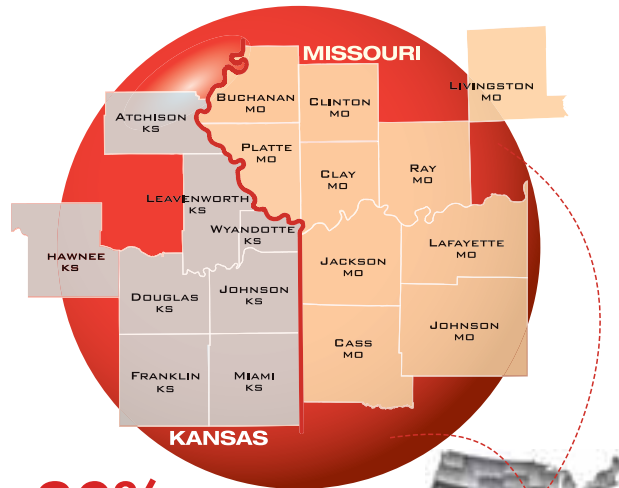 MISSOURI
LIVINGSTON
MO
BUCHANAN
MO
CLINTON
MO
ATCHISON
KS
PLATTE
MO
CLAY
MO
RAY
MO
LEAVENWORTH
KS
WYANDOTTE
KS
HAWNEE
KS
JACKSON
MO
LAFAYETTE
MO
DOUGLAS
KS
JOHNSON
KS
JOHNSON
MO
CASS
MO
FRANKLIN
KS
MIAMI
KS
KANSAS